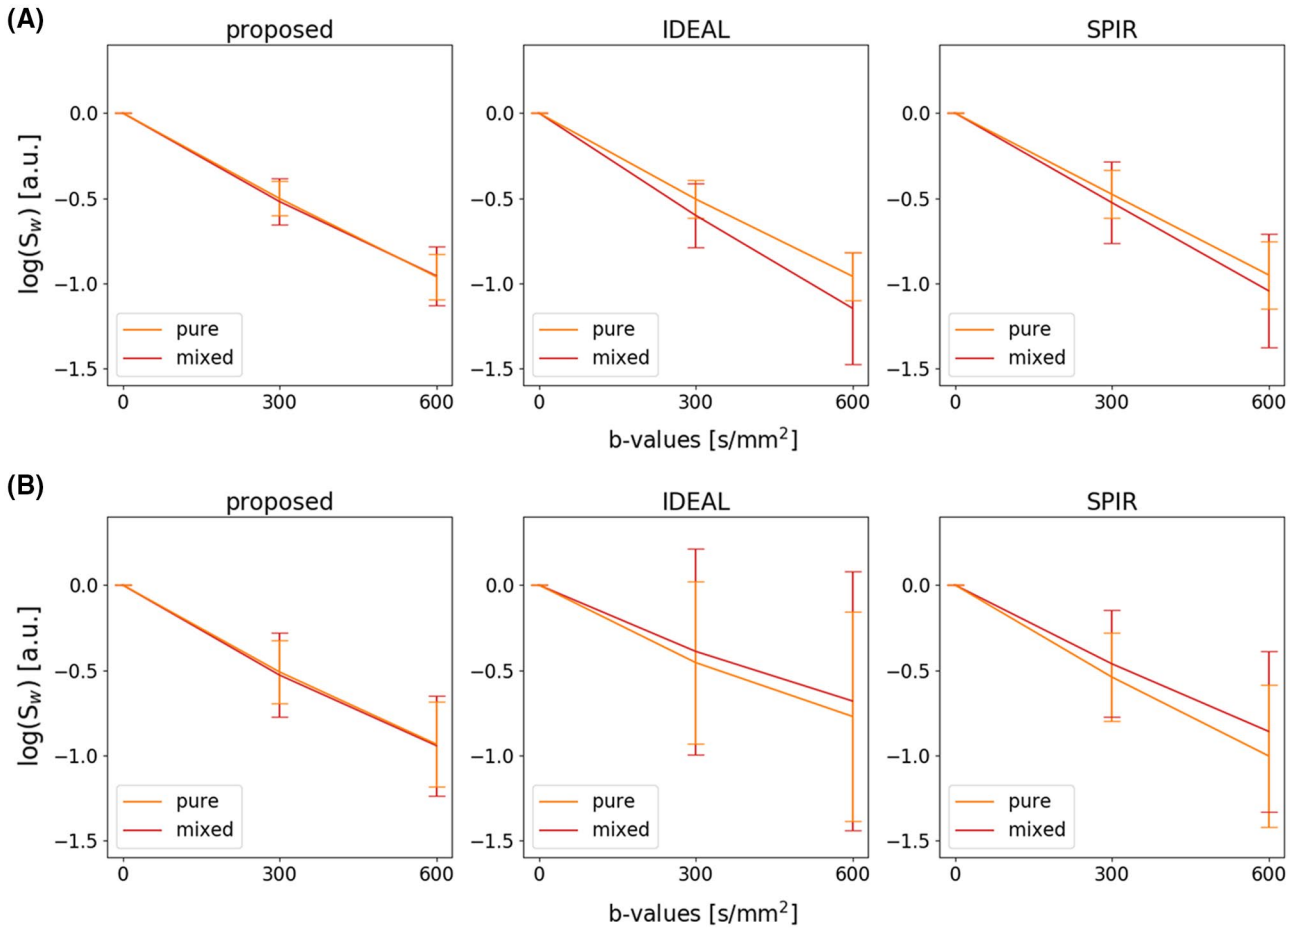 (A)
proposed IDEAL SPIR
log(S_w) [a.u.]
0.0 0.0 0.0
−0.5 −0.5 −0.5
−1.0 −1.0 −1.0
−1.5 −1.5 −1.5
pure pure pure
mixed mixed mixed
0 300 600 0 300 600 0 300 600
b-values [s/mm²]
(B)
proposed IDEAL SPIR
log(S_w) [a.u.]
0.0 0.0 0.0
−0.5 −0.5 −0.5
−1.0 −1.0 −1.0
−1.5 −1.5 −1.5
pure pure pure
mixed mixed mixed
0 300 600 0 300 600 0 300 600
b-values [s/mm²]